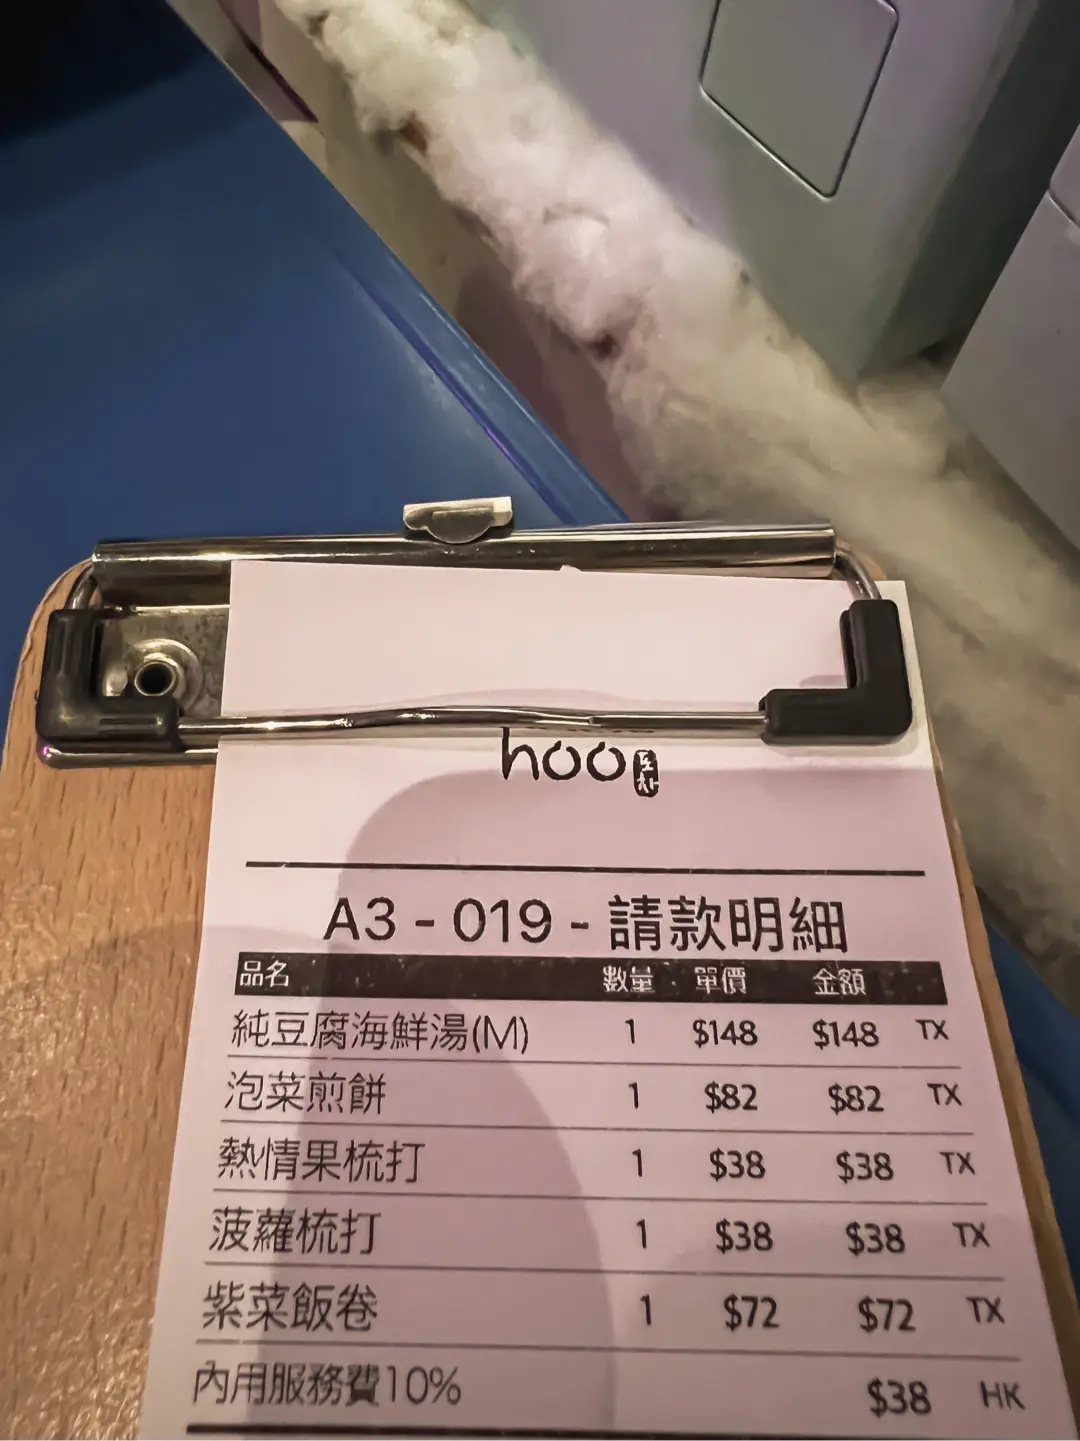 hoo 도착
A3 - 019 - 請款明細
品名 數量 單價 金額
純豆腐海鮮湯(M) 1 $148 $148 TX
泡菜煎餅 1 $82 $82 TX
熱情果梳打 1 $38 $38 TX
菠蘿梳打 1 $38 $38 TX
紫菜飯卷 1 $72 $72 TX
內用服務費10% $38 HK